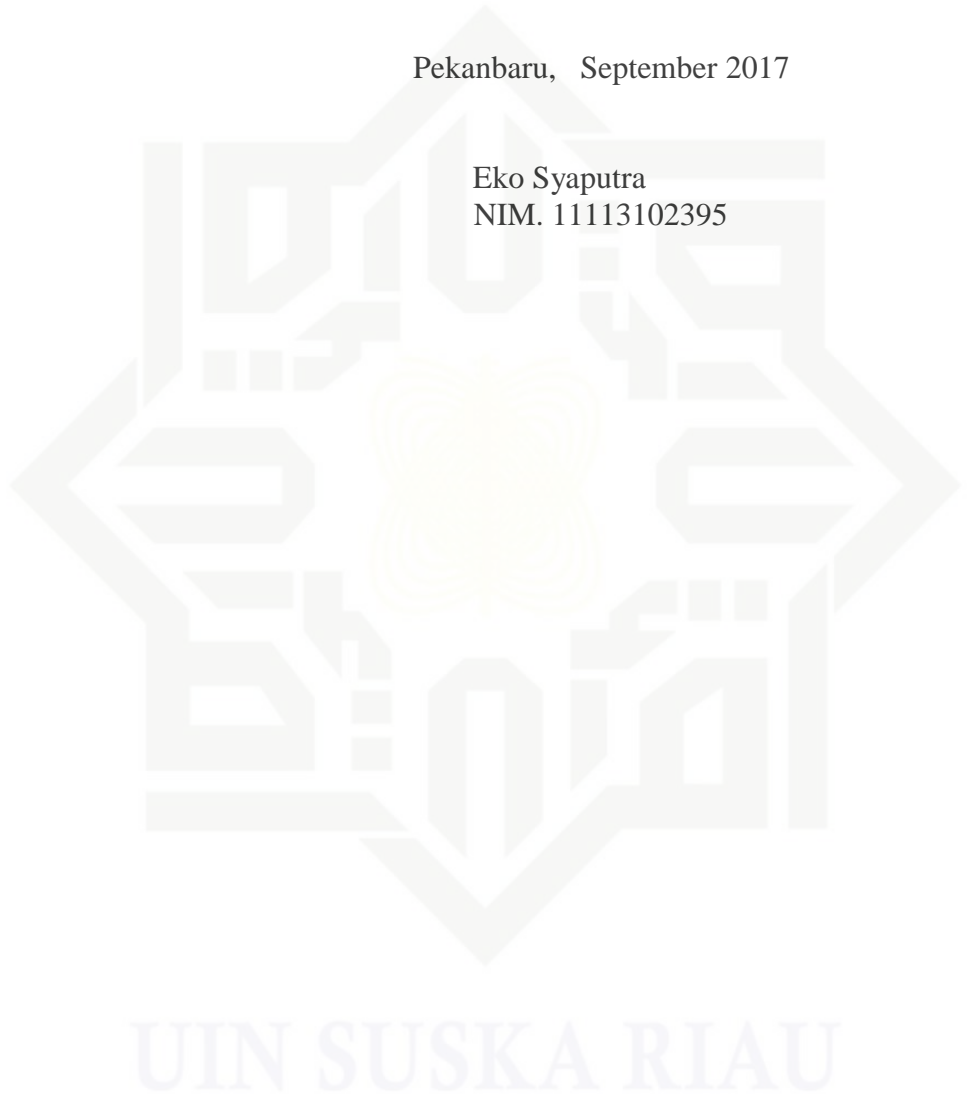 Pekanbaru,   September 2017
Eko Syaputra
NIM. 11113102395
UIN SUSKA RIAU